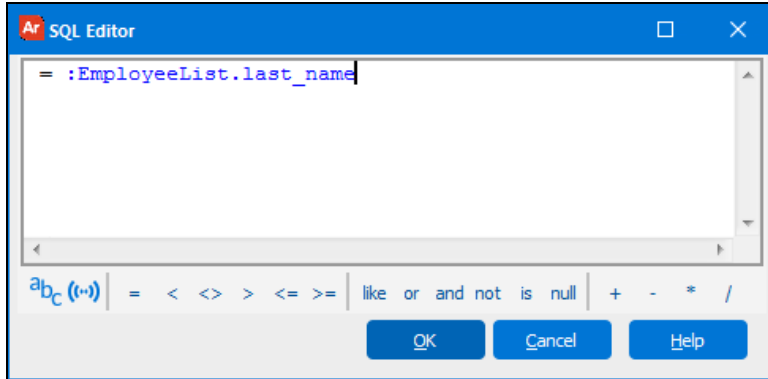 Ar SQL Editor
= :EmployeeList.last_name
abc ((··)) = < <> > <= >= like or and not is null + - * /
OK Cancel Help